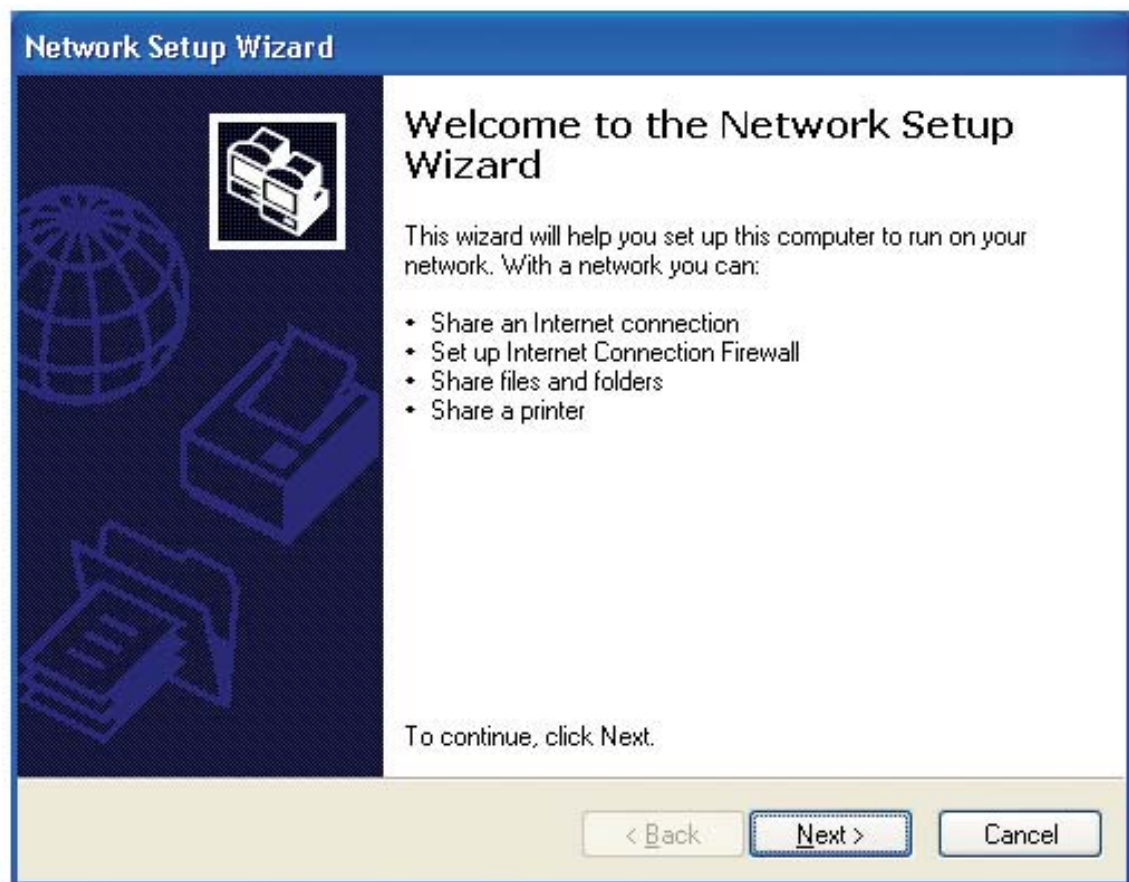 Network Setup Wizard
Welcome to the Network Setup
Wizard
This wizard will help you set up this computer to run on your
network. With a network you can:
• Share an Internet connection
• Set up Internet Connection Firewall
• Share files and folders
• Share a printer
To continue, click Next.
< Back
Next >
Cancel